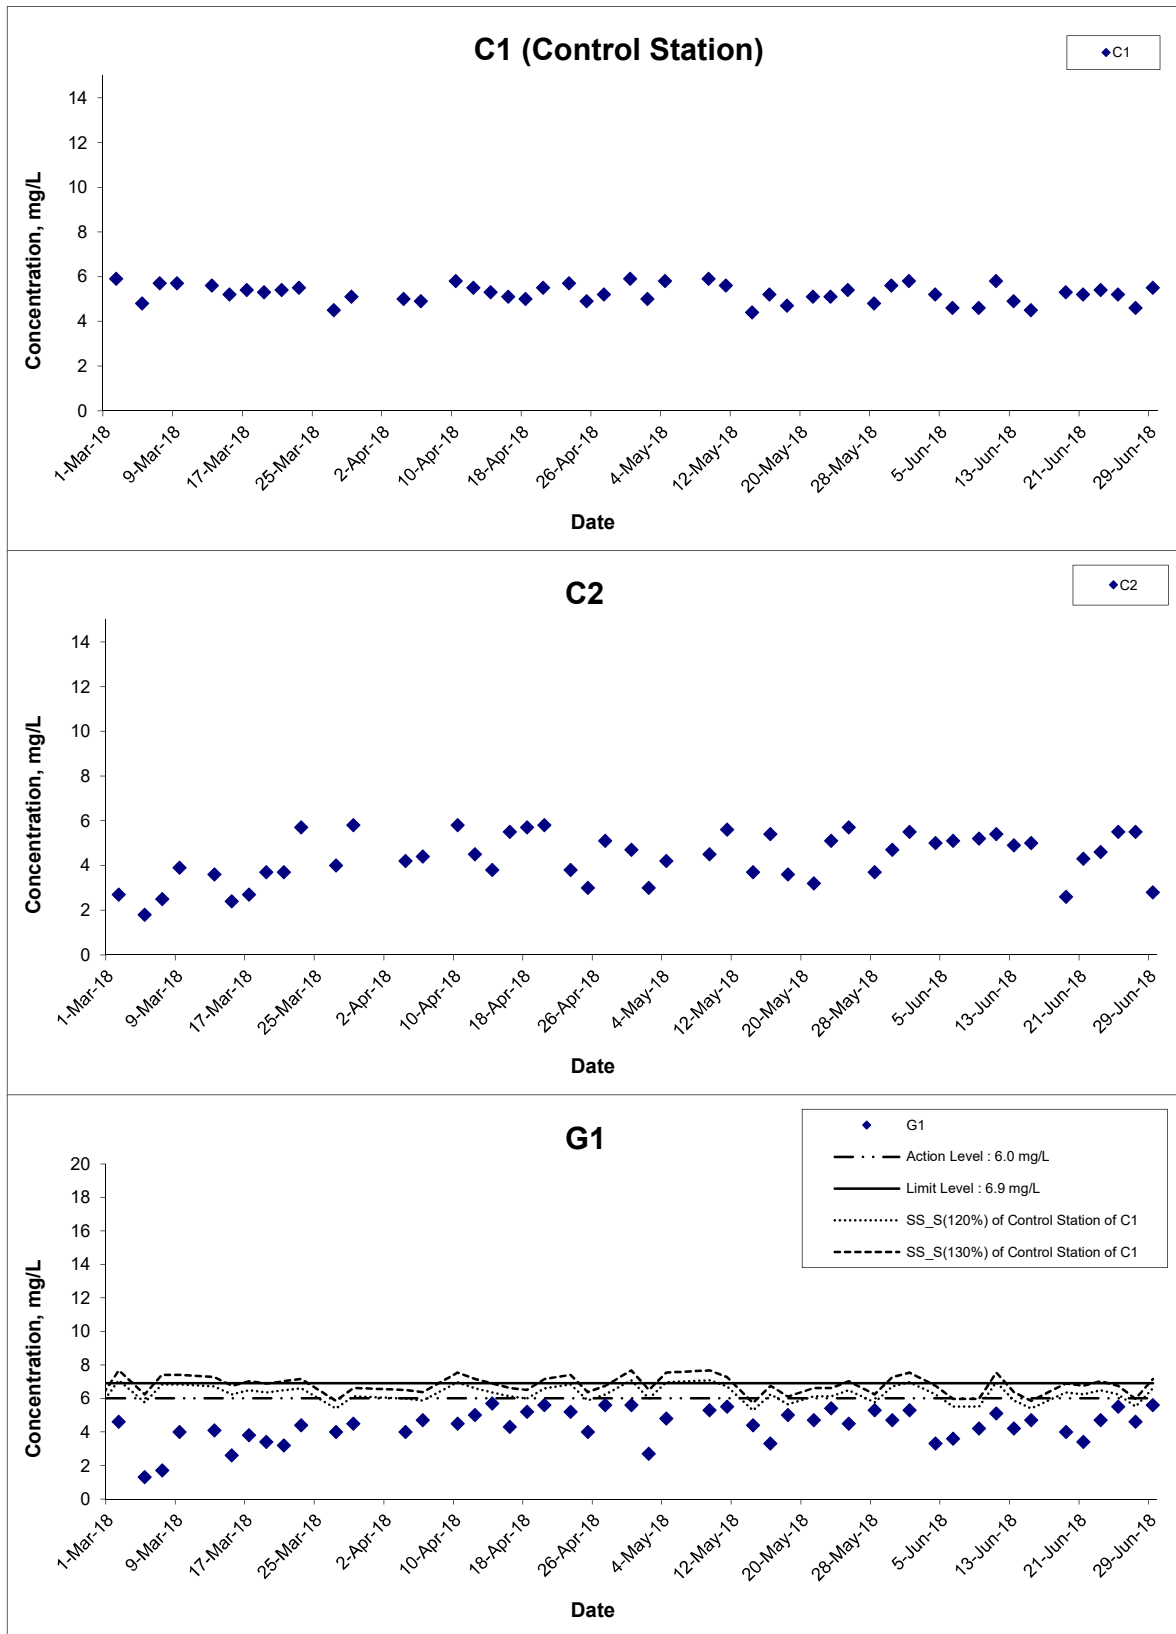 C1 (Control Station)
C1
Concentration, mg/L
14
12
10
8
6
4
2
0
1-Mar-18
9-Mar-18
17-Mar-18
25-Mar-18
2-Apr-18
10-Apr-18
18-Apr-18
26-Apr-18
4-May-18
12-May-18
20-May-18
28-May-18
5-Jun-18
13-Jun-18
21-Jun-18
29-Jun-18
Date
C2
C2
Concentration, mg/L
14
12
10
8
6
4
2
0
1-Mar-18
9-Mar-18
17-Mar-18
25-Mar-18
2-Apr-18
10-Apr-18
18-Apr-18
26-Apr-18
4-May-18
12-May-18
20-May-18
28-May-18
5-Jun-18
13-Jun-18
21-Jun-18
29-Jun-18
Date
G1
G1
Action Level : 6.0 mg/L
Limit Level : 6.9 mg/L
SS_S(120%) of Control Station of C1
SS_S(130%) of Control Station of C1
Concentration, mg/L
20
18
16
14
12
10
8
6
4
2
0
1-Mar-18
9-Mar-18
17-Mar-18
25-Mar-18
2-Apr-18
10-Apr-18
18-Apr-18
26-Apr-18
4-May-18
12-May-18
20-May-18
28-May-18
5-Jun-18
13-Jun-18
21-Jun-18
29-Jun-18
Date